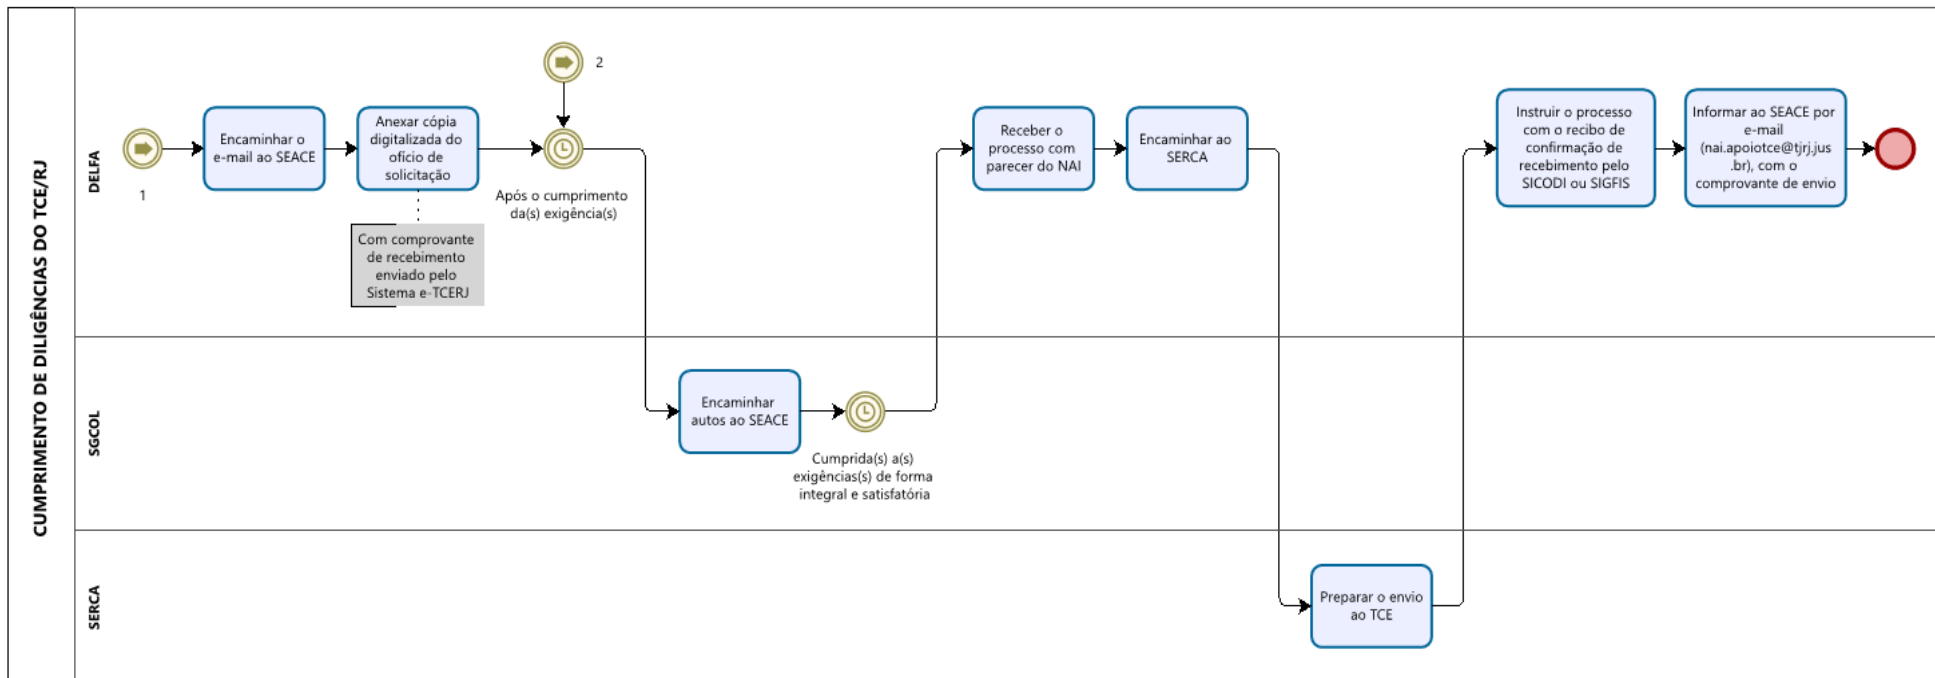 CUMPRIMENTO DE DILIGÊNCIAS DO TCE/RJ
DELFA
1
Encaminhar o
e-mail ao SEACE
Anexar cópia
digitalizada do
ofício de
solicitação
Com comprovante
de recebimento
enviado pelo
Sistema e-TCERJ
2
Após o cumprimento
da(s) exigência(s)
Receber o
processo com
parecer do NAI
Encaminhar ao
SERCA
Instruir o processo
com o recibo de
confirmação de
recebimento pelo
SICODI ou SIGFIS
Informar ao SEACE por
e-mail
(nai.apoiotce@tjrj.jus
.br), com o
comprovante de envio
SGCOL
Encaminhar
autos ao SEACE
Cumprida(s) a(s)
exigências(s) de forma
integral e satisfatória
SERCA
Preparar o envio
ao TCE